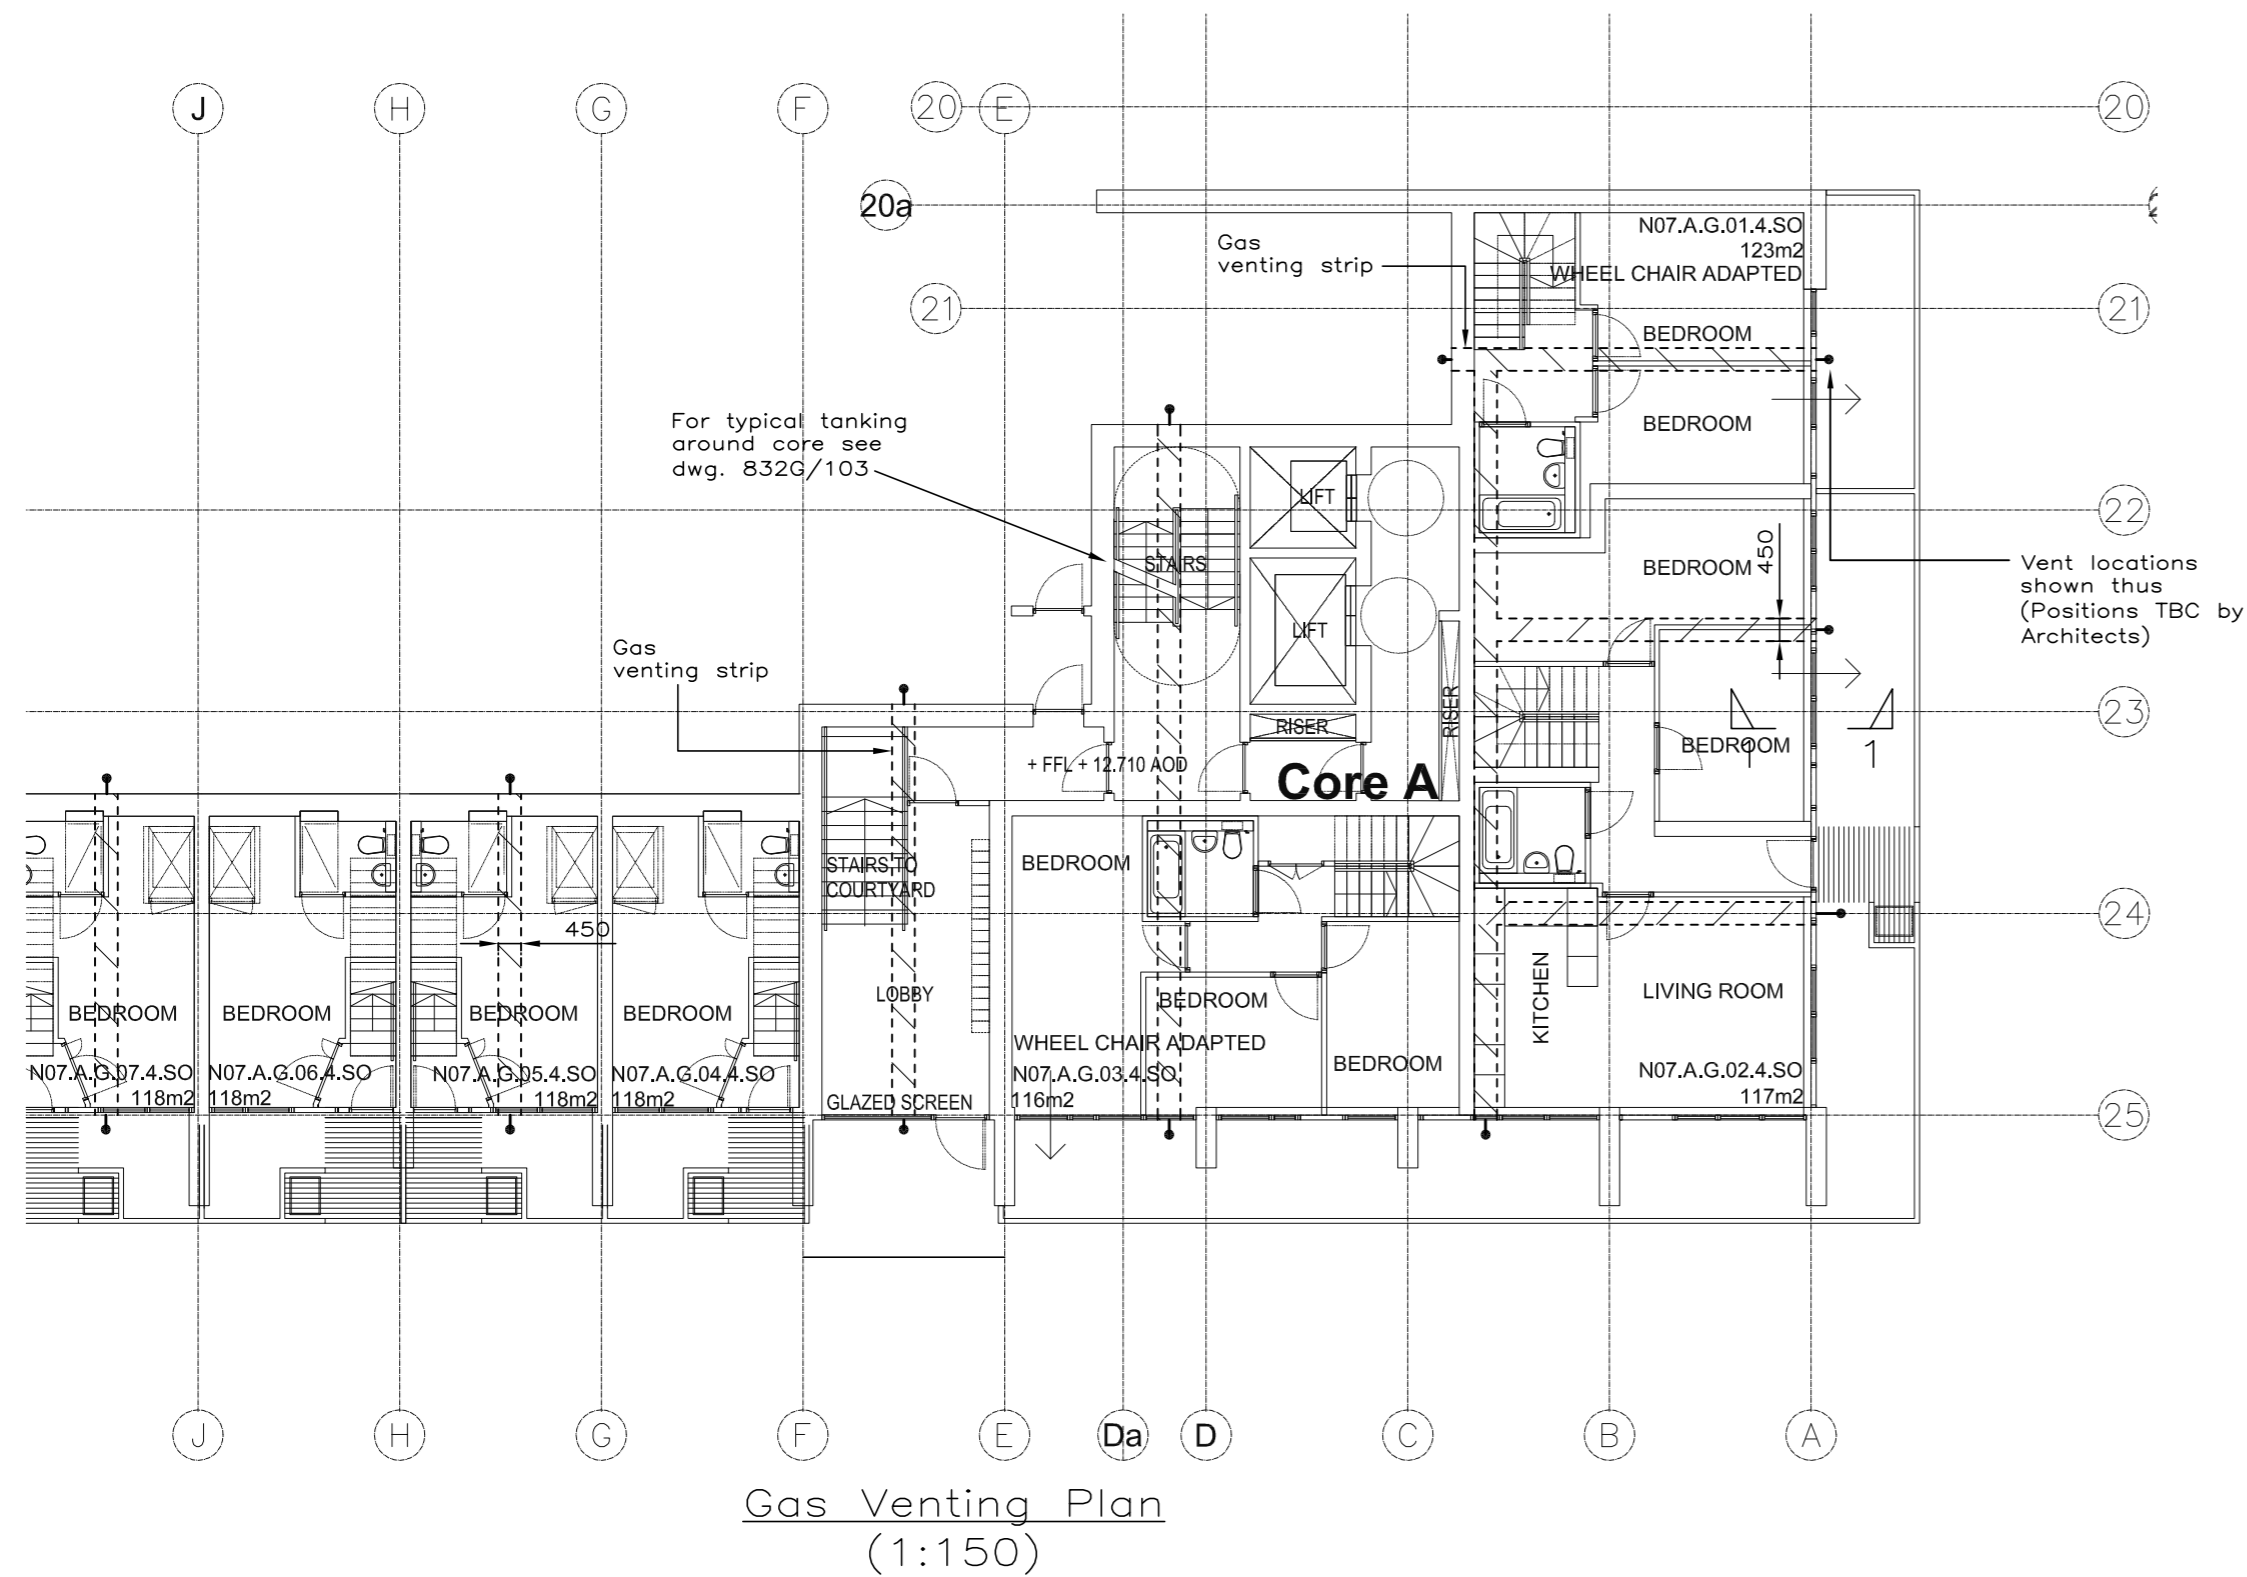 J
H
G
F
20
E
20
20a
N07.A.G.01.4.SO
123m2
WHEEL CHAIR ADAPTED
Gas
venting strip
21
21
BEDROOM
BEDROOM
For typical tanking
around core see
dwg. 832G/103
LIFT
22
STAIRS
BEDROOM
450
Vent locations
shown thus
(Positions TBC by
Architects)
LIFT
Gas
venting strip
RISER
RISER
23
BEDROOM
1
1
+ FFL + 12.710 AOD
Core A
STAIRS TO
COURTYARD
BEDROOM
24
450
KITCHEN
LIVING ROOM
LOBBY
BEDROOM
BEDROOM
BEDROOM
BEDROOM
BEDROOM
WHEEL CHAIR ADAPTED
BEDROOM
N07.A.G.07.4.SO
118m2
N07.A.G.06.4.SO
118m2
N07.A.G.05.4.SO
118m2
N07.A.G.04.4.SO
118m2
N07.A.G.03.4.SO
116m2
N07.A.G.02.4.SO
117m2
GLAZED SCREEN
25
J
H
G
F
E
Da
D
C
B
A
Gas Venting Plan
(1:150)